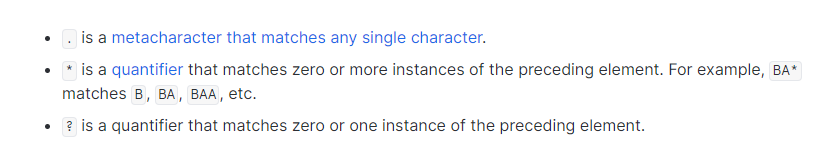 . is a metacharacter that matches any single character.
* is a quantifier that matches zero or more instances of the preceding element. For example, BA*
matches B, BA, BAA, etc.
? is a quantifier that matches zero or one instance of the preceding element.